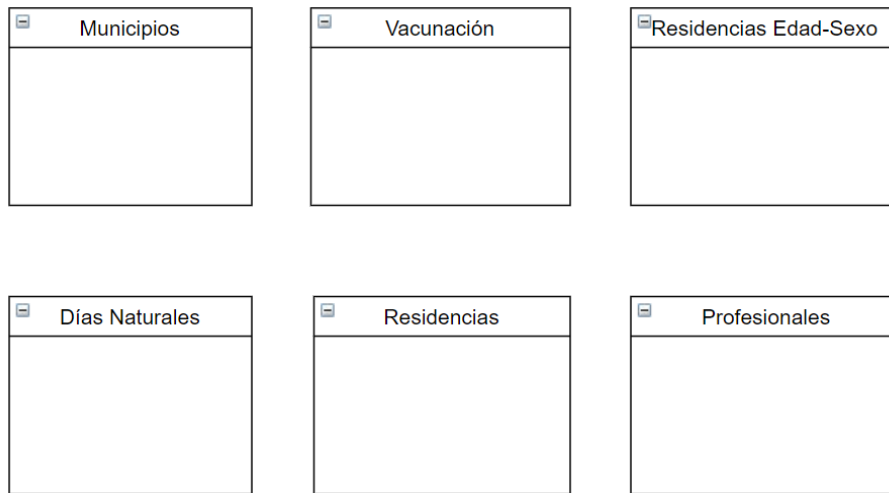 Municipios
Vacunación
Residencias Edad-Sexo
Días Naturales
Residencias
Profesionales